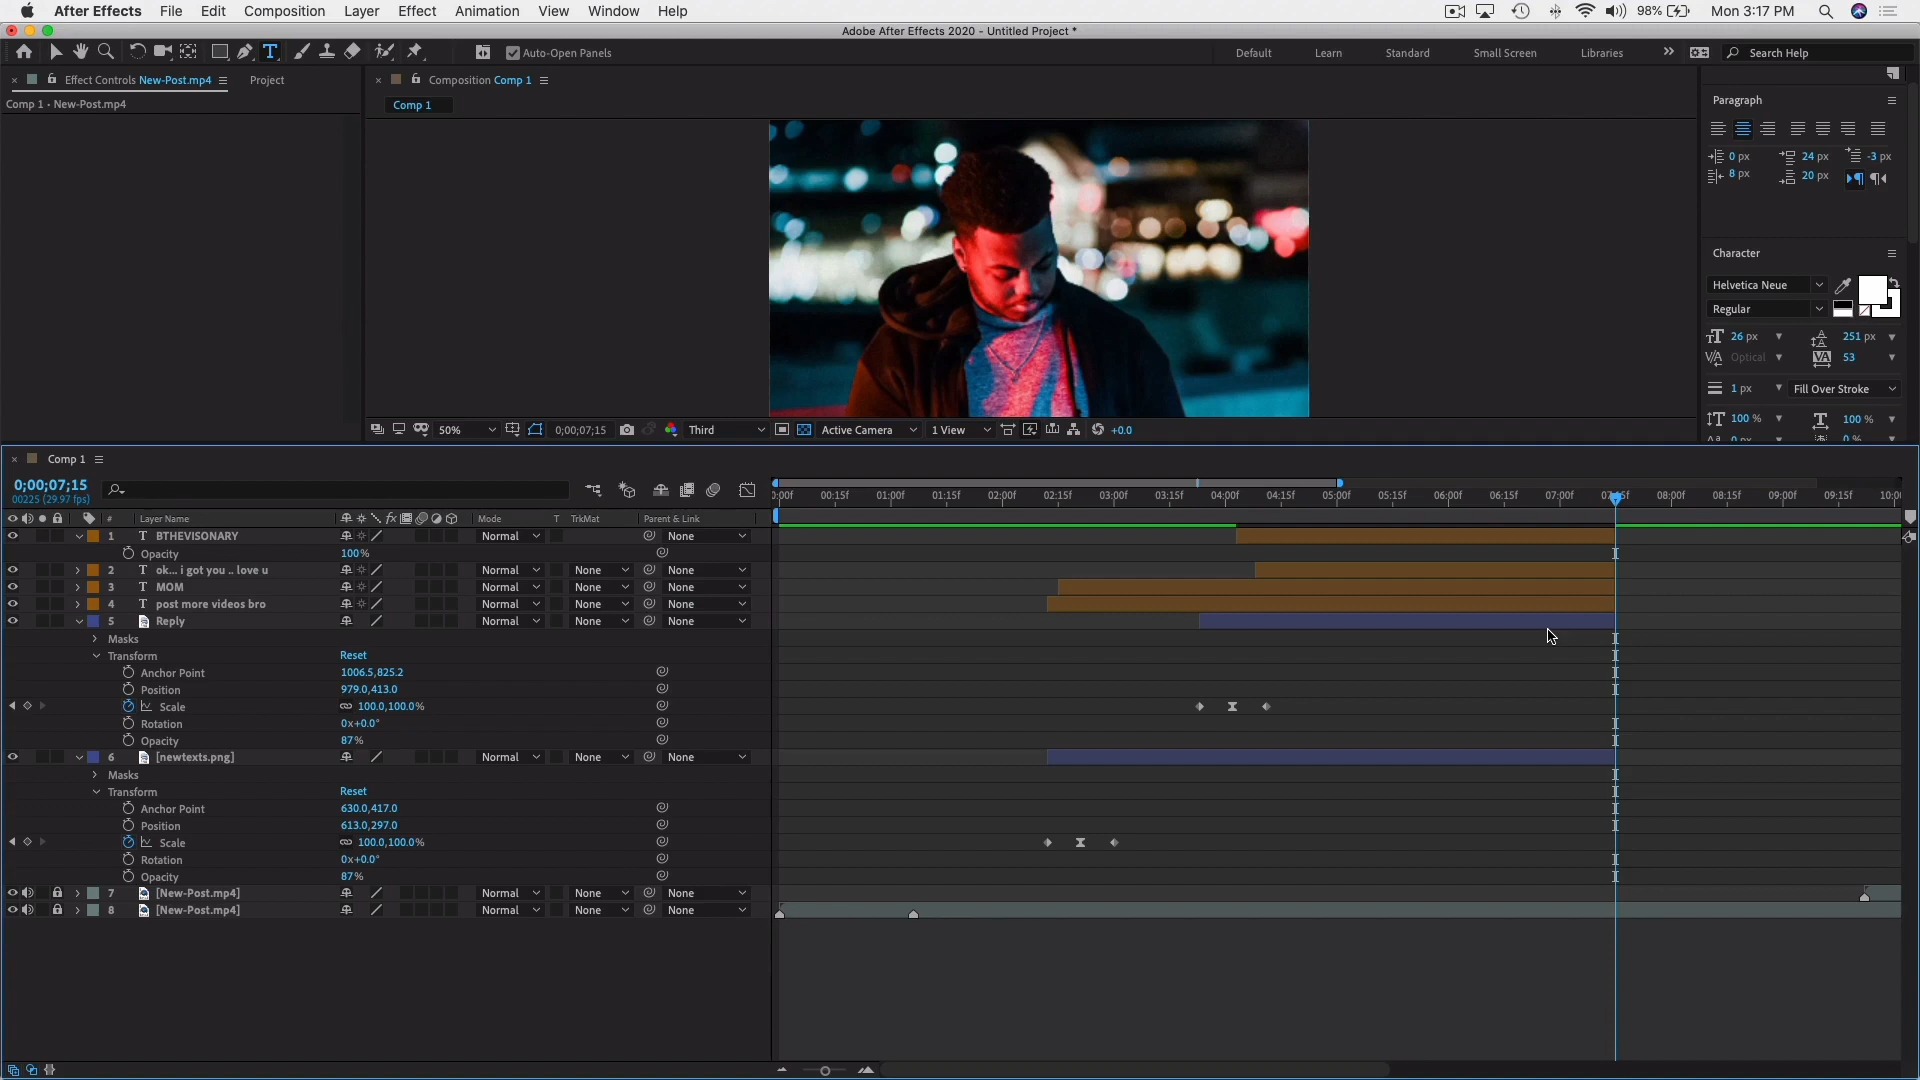 After Effects File Edit Composition Layer Effect Animation View Window Help 98% Mon 3:17 PM
Adobe After Effects 2020 - Untitled Project *
Auto-Open Panels Default Learn Standard Small Screen Libraries Search Help
Effect Controls New-Post.mp4 Project
Composition Comp 1
Comp 1 • New-Post.mp4
Comp 1
Paragraph
0 px 24 px -3 px
8 px 20 px
Character
Helvetica Neue
Regular
26 px 251 px
Optical 53
1 px Fill Over Stroke
100 % 100 %
0 px 0 %
50% 0;00;07;15 Third Active Camera 1 View +0.0
Comp 1
0;00;07;15
00225 (29.97 fps)
:00f 00:15f 01:00f 01:15f 02:00f 02:15f 03:00f 03:15f 04:00f 04:15f 05:00f 05:15f 06:00f 06:15f 07:00f 08:00f 08:15f 09:00f 09:15f 10:0
# Layer Name fx Mode T TrkMat Parent & Link
1 T BTHEVISONARY Normal None
Opacity 100%
2 T ok... i got you .. love u Normal None None
3 T MOM Normal None None
4 T post more videos bro Normal None None
5 Reply Normal None None
Masks
Transform Reset
Anchor Point 1006.5,825.2
Position 979.0,413.0
Scale 100.0,100.0%
Rotation 0x+0.0°
Opacity 87%
6 [newtexts.png] Normal None None
Masks
Transform Reset
Anchor Point 630.0,417.0
Position 613.0,297.0
Scale 100.0,100.0%
Rotation 0x+0.0°
Opacity 87%
7 [New-Post.mp4] Normal None None
8 [New-Post.mp4] Normal None None